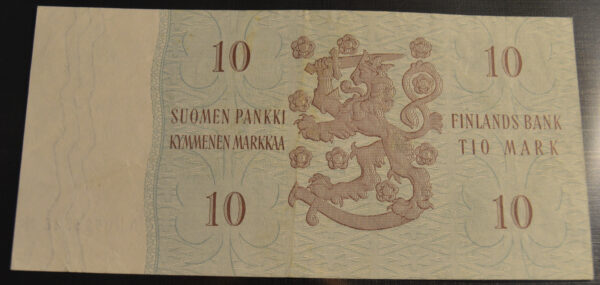 10
10
SUOMEN PANKKI
KYMMENEN MARKKAA
FINLANDS BANK
TIO MARK
10
10